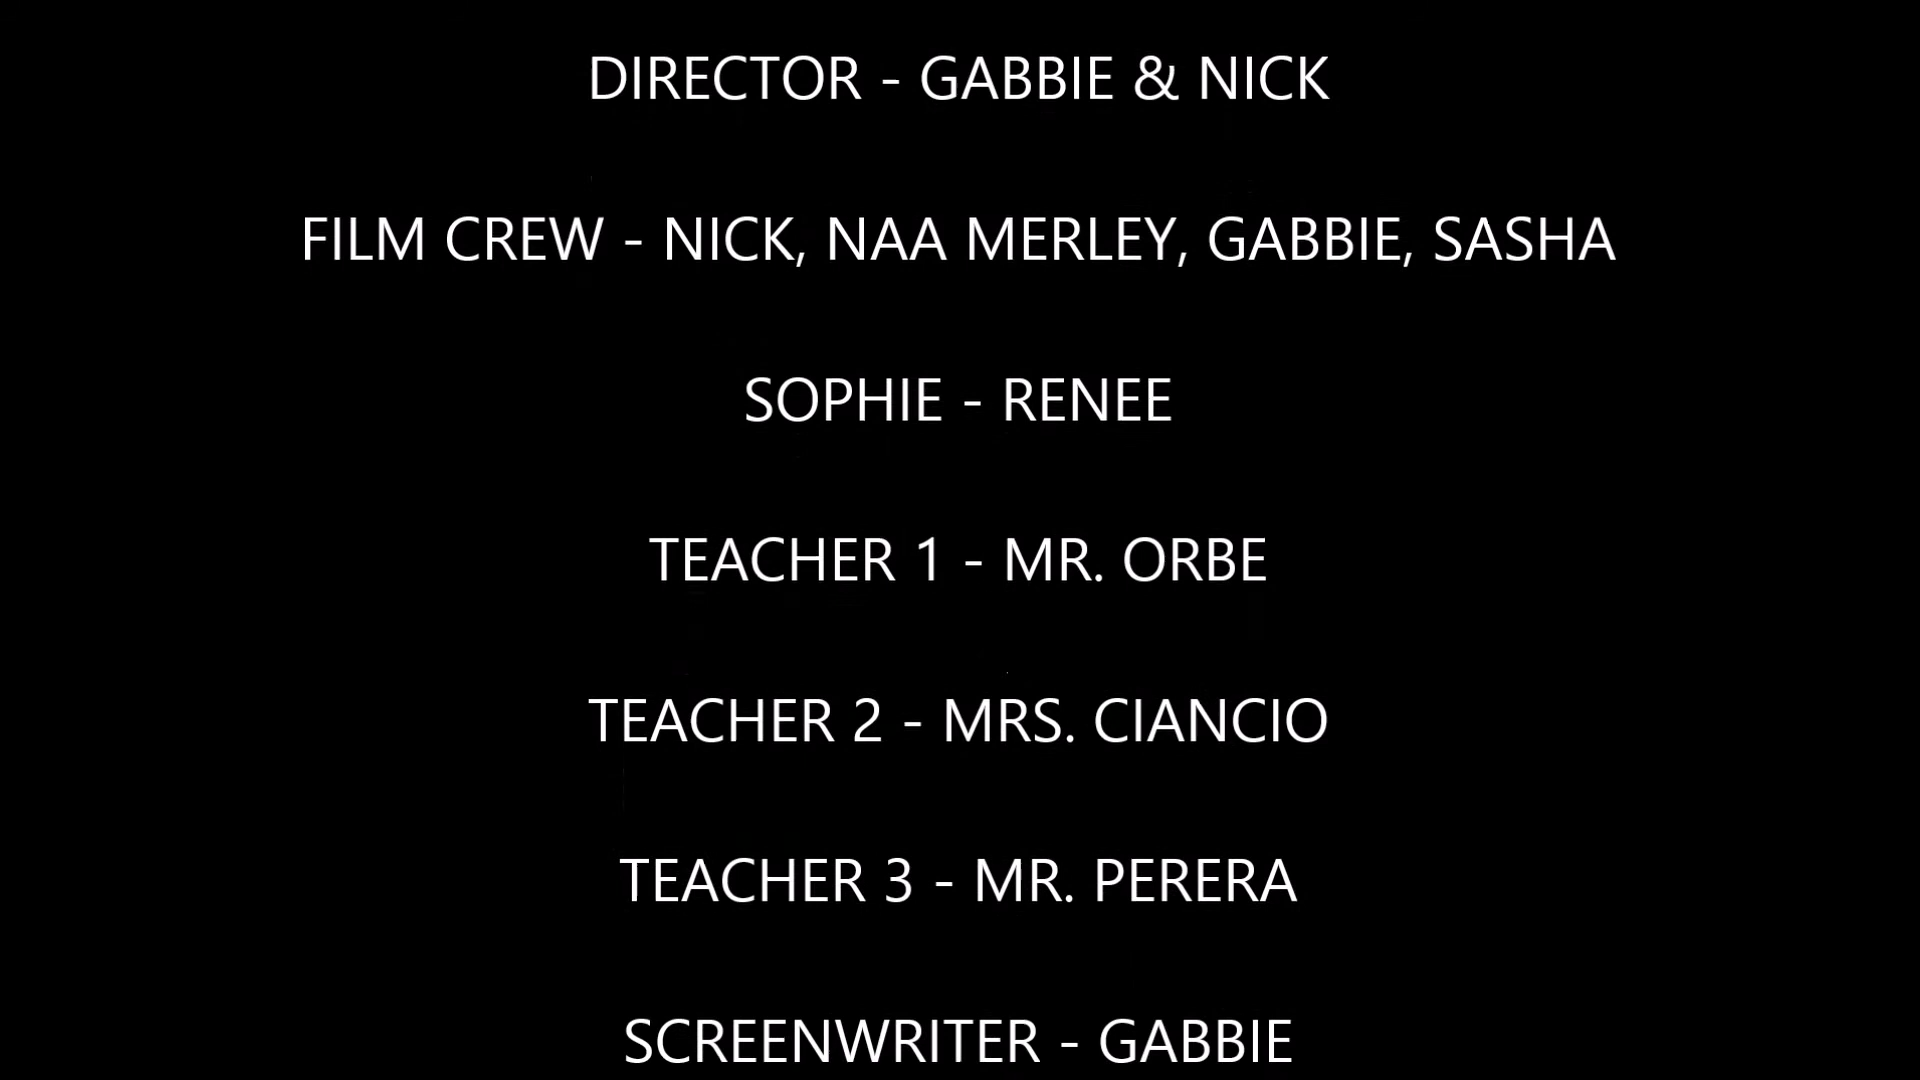 DIRECTOR - GABBIE & NICK
FILM CREW - NICK, NAA MERLEY, GABBIE, SASHA
SOPHIE - RENEE
TEACHER 1 - MR. ORBE
TEACHER 2 - MRS. CIANCIO
TEACHER 3 - MR. PERERA
SCREENWRITER - GABBIE